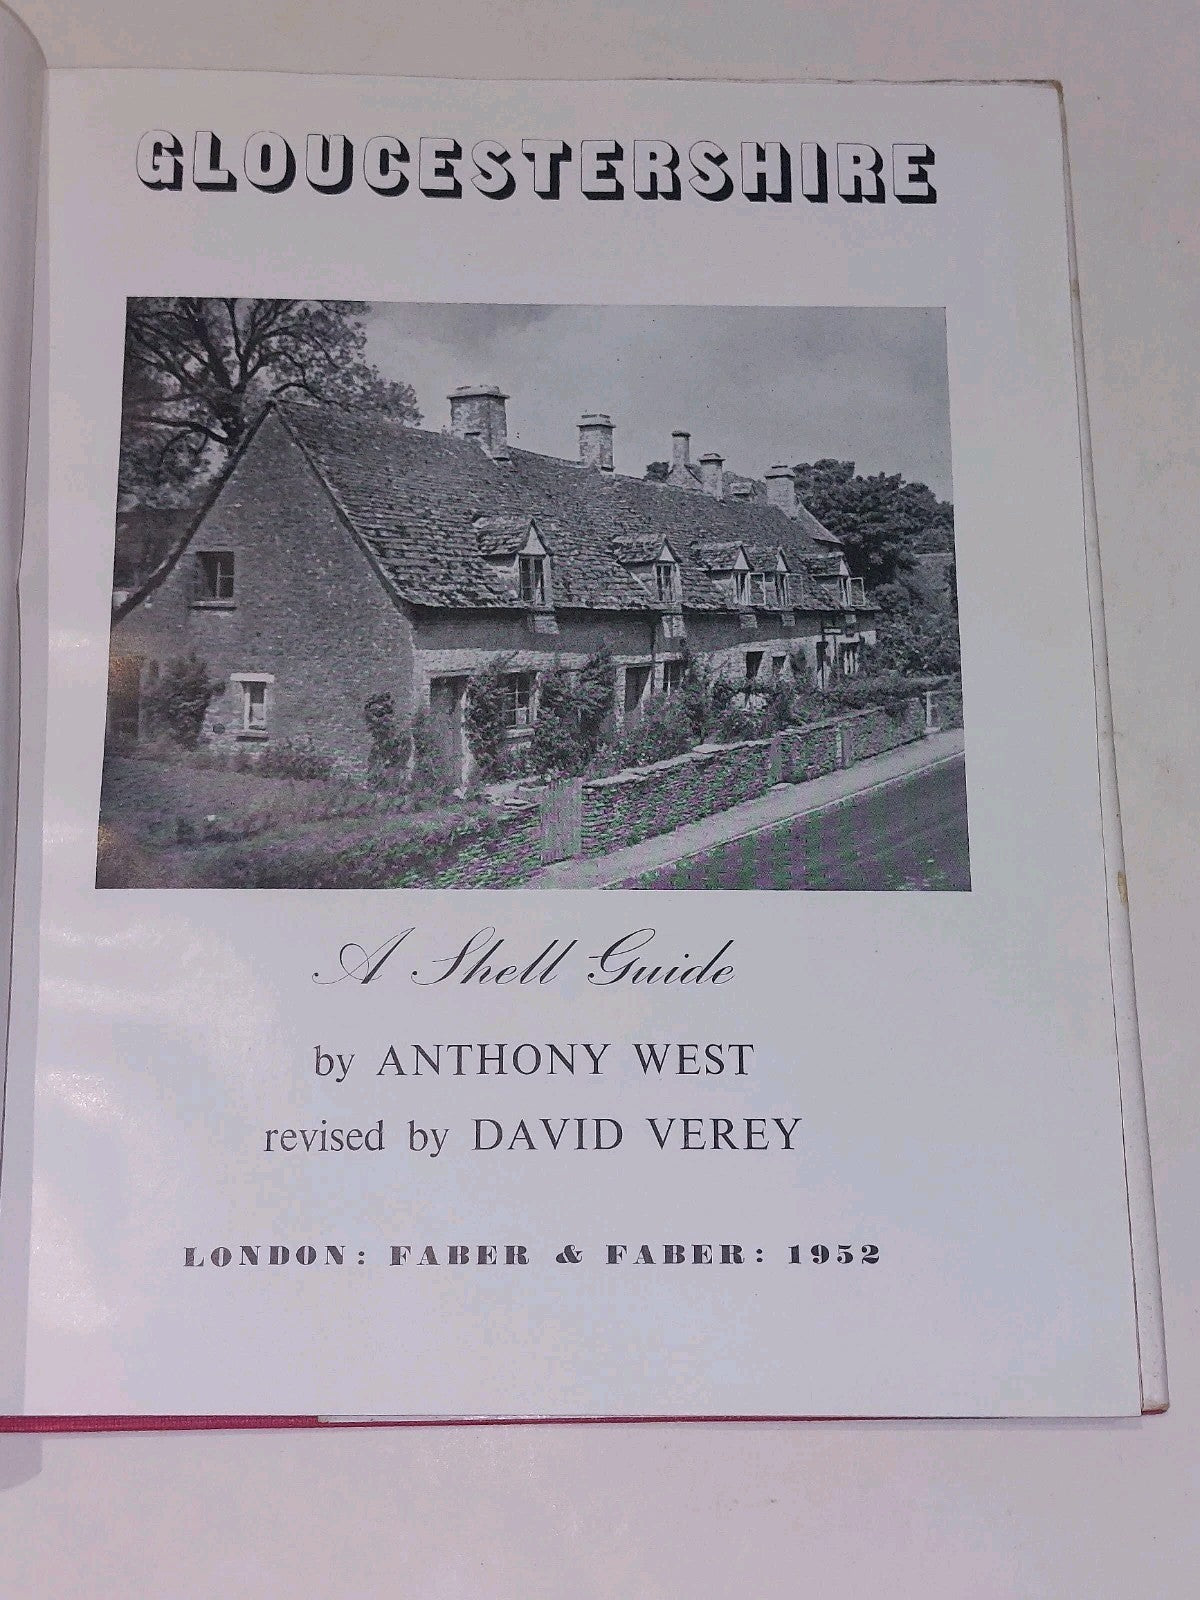 GLOUCESTERSHIRE
A Shell Guide
by ANTHONY WEST
revised by DAVID VEREY
LONDON: FABER & FABER: 1952